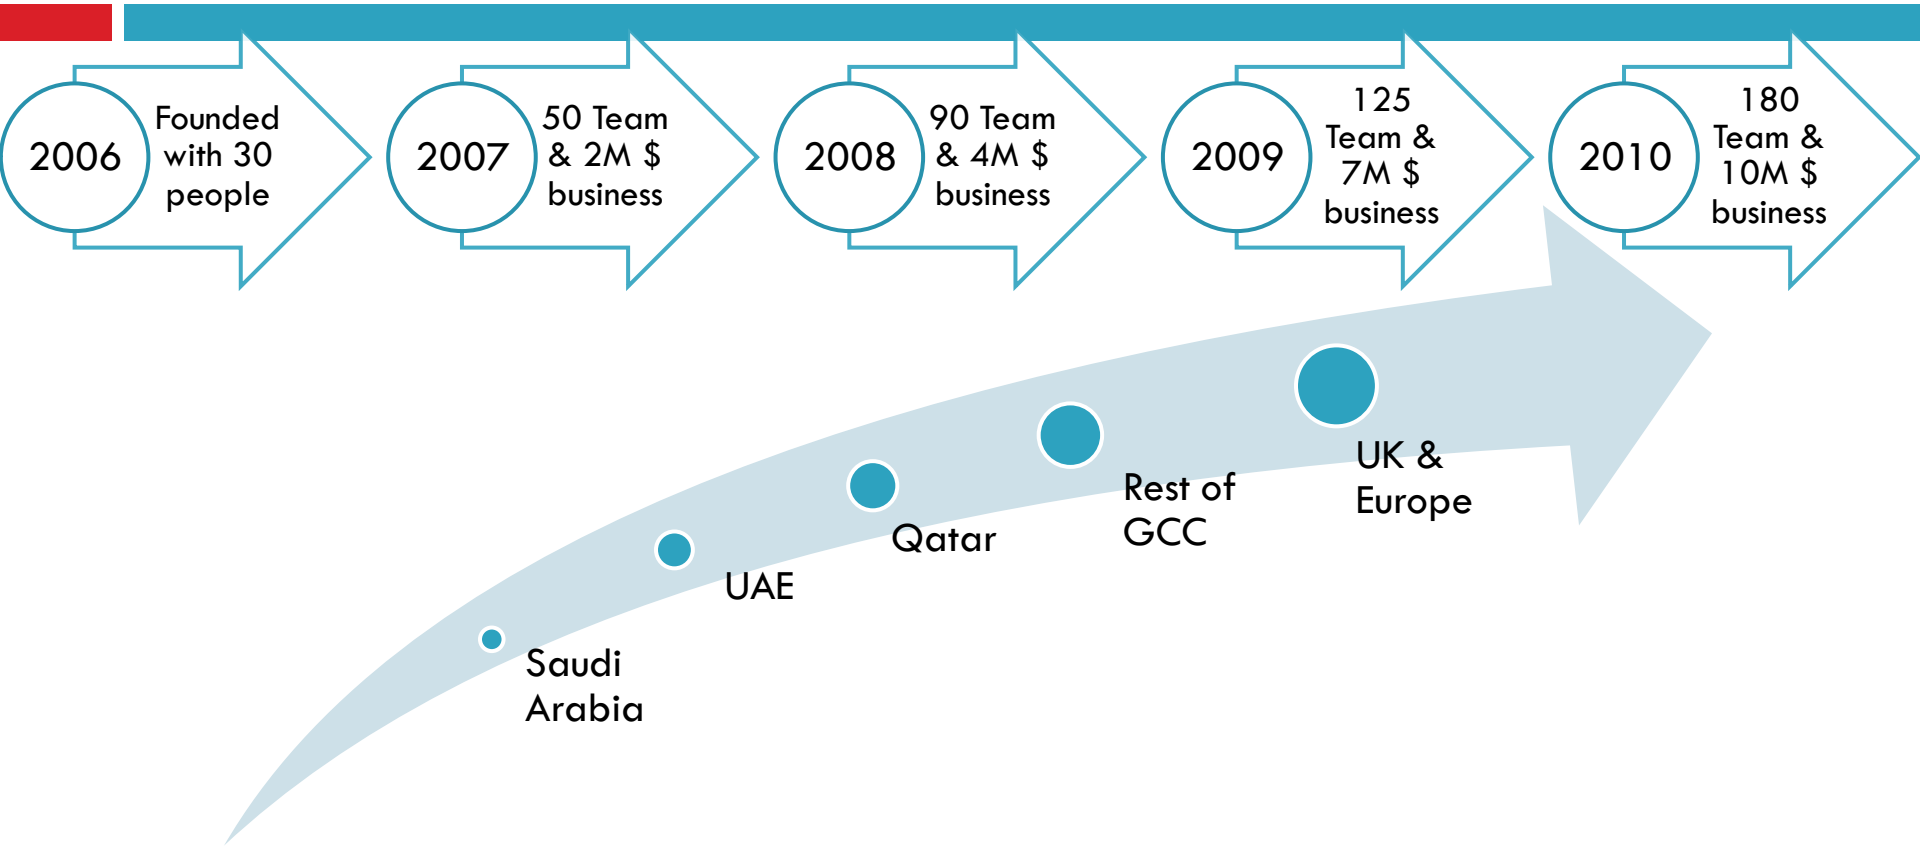 2006
Founded
with 30
people
2007
50 Team
& 2M $
business
2008
90 Team
& 4M $
business
2009
125
Team &
7M $
business
2010
180
Team &
10M $
business
Saudi
Arabia
UAE
Qatar
Rest of
GCC
UK &
Europe